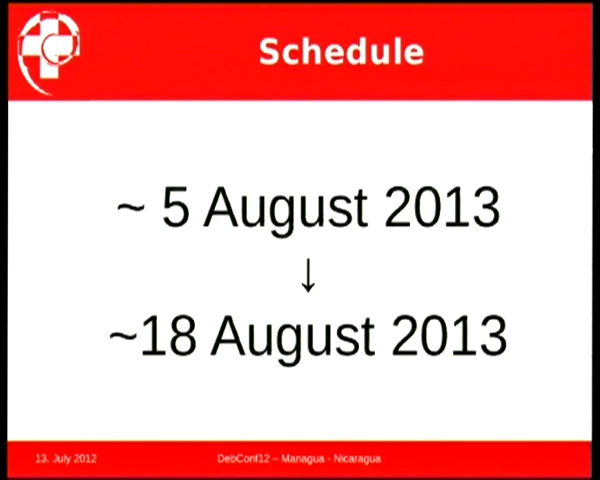 Schedule
~ 5 August 2013
↓
~18 August 2013
13. July 2012
DebConf12 – Managua - Nicaragua